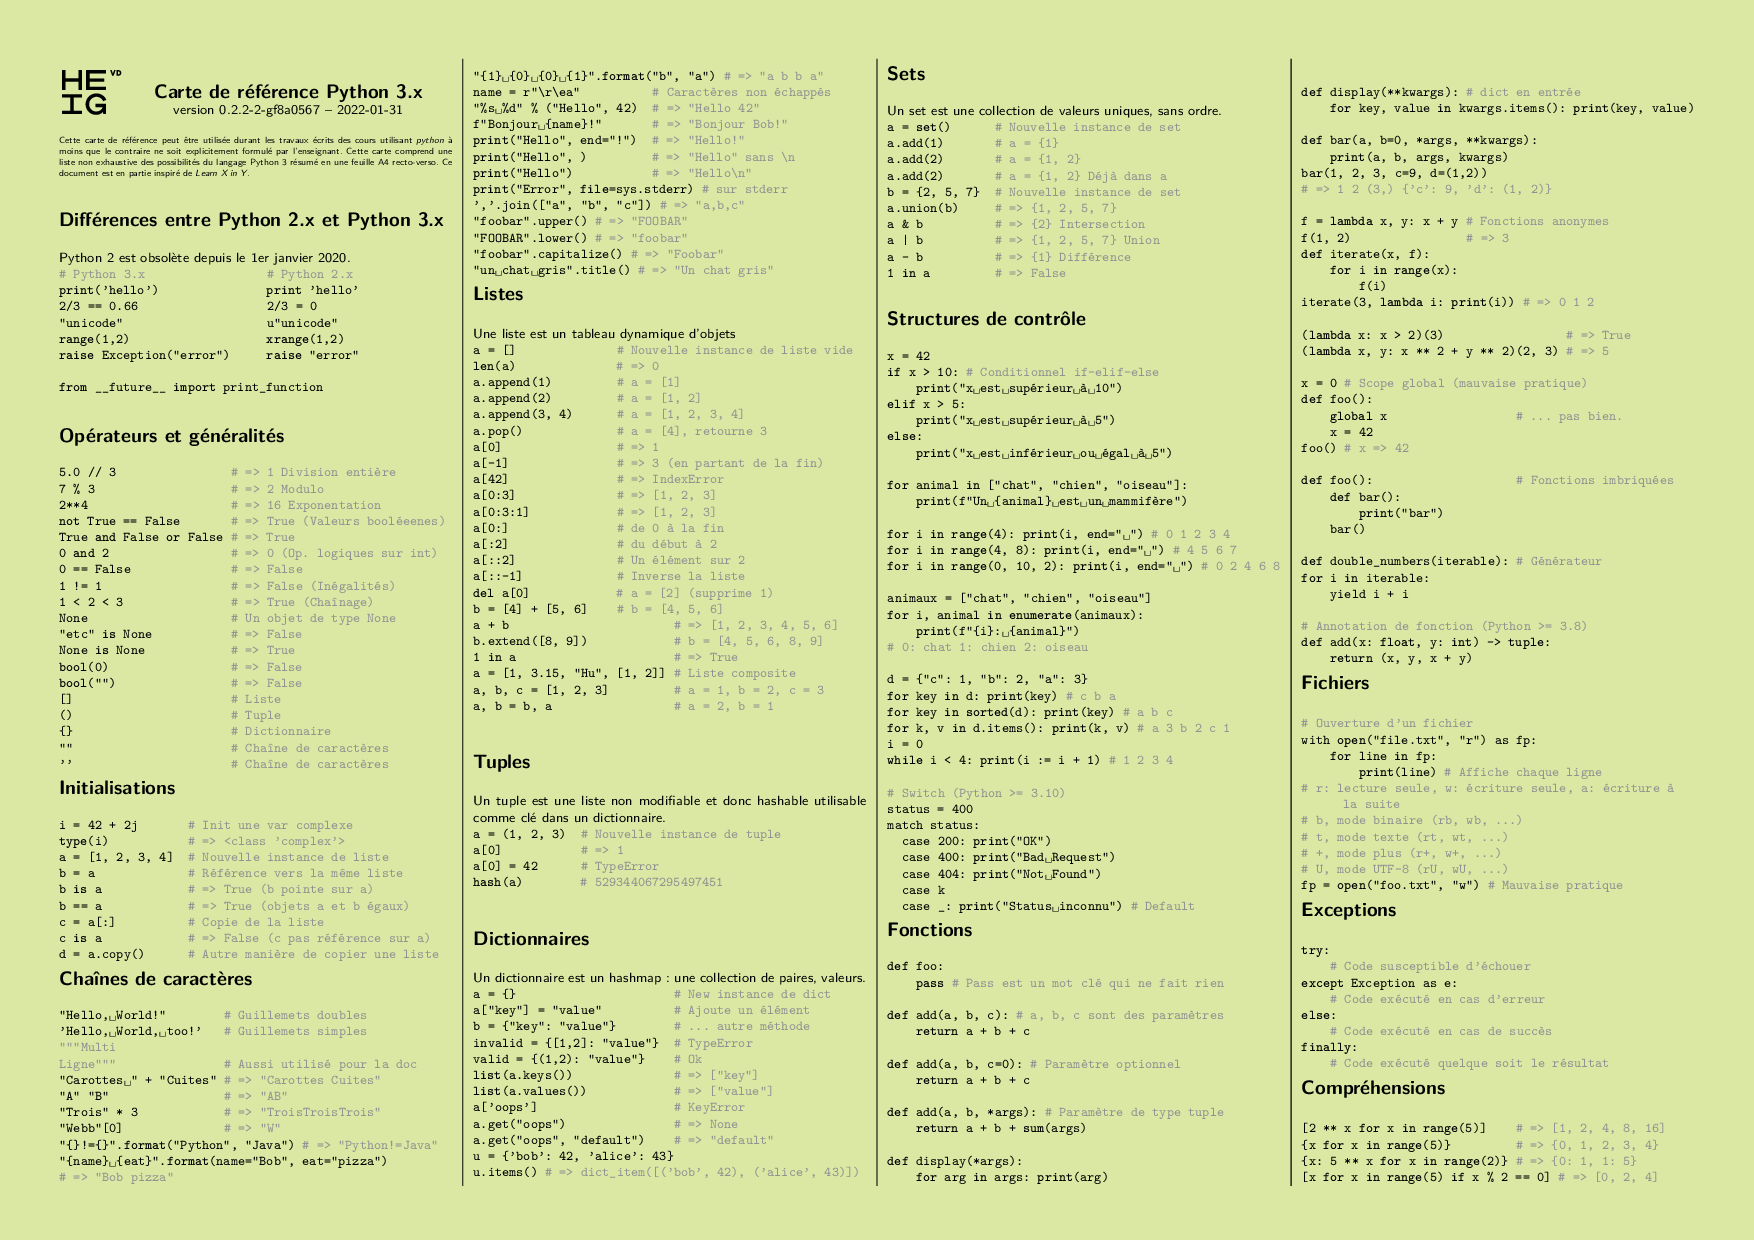 HE
IG VD
Carte de référence Python 3.x
version 0.2.2-2-gf8a0567 – 2022-01-31
Cette carte de référence peut être utilisée durant les travaux écrits des cours utilisant python à
moins que le contraire ne soit explicitement formulé par l'enseignant. Cette carte comprend une
liste non exhaustive des possibilités du langage Python 3 résumé en une feuille A4 recto-verso. Ce
document est en partie inspiré de Learn X in Y.
Différences entre Python 2.x et Python 3.x
Python 2 est obsolète depuis le 1er janvier 2020.
# Python 3.x # Python 2.x
print('hello') print 'hello'
2/3 == 0.66 2/3 = 0
"unicode" u"unicode"
range(1,2) xrange(1,2)
raise Exception("error") raise "error"
from __future__ import print_function
Opérateurs et généralités
5.0 // 3 # => 1 Division entière
7 % 3 # => 2 Modulo
2**4 # => 16 Exponentation
not True == False # => True (Valeurs booléeenes)
True and False or False # => True
0 and 2 # => 0 (Op. logiques sur int)
0 == False # => False
1 != 1 # => False (Inégalités)
1 < 2 < 3 # => True (Chaînage)
None # Un objet de type None
"etc" is None # => False
None is None # => True
bool(0) # => False
bool("") # => False
[] # Liste
() # Tuple
{} # Dictionnaire
"" # Chaîne de caractères
'' # Chaîne de caractères
Initialisations
i = 42 + 2j # Init une var complexe
type(i) # => <class 'complex'>
a = [1, 2, 3, 4] # Nouvelle instance de liste
b = a # Référence vers la même liste
b is a # => True (b pointe sur a)
b == a # => True (objets a et b égaux)
c = a[:] # Copie de la liste
c is a # => False (c pas référence sur a)
d = a.copy() # Autre manière de copier une liste
Chaînes de caractères
"Hello,␣World!" # Guillemets doubles
'Hello,␣World,␣too!' # Guillemets simples
"""Multi
Ligne""" # Aussi utilisé pour la doc
"Carottes␣" + "Cuites" # => "Carottes Cuites"
"A" "B" # => "AB"
"Trois" * 3 # => "TroisTroisTrois"
"Webb"[0] # => "W"
"{}!={}".format("Python", "Java") # => "Python!=Java"
"{name}␣{eat}".format(name="Bob", eat="pizza")
# => "Bob pizza"
"{1}␣{0}␣{0}␣{1}".format("b", "a") # => "a b b a"
name = r"\r\ea" # Caractères non échappés
"%s␣%d" % ("Hello", 42) # => "Hello 42"
f"Bonjour␣{name}!" # => "Bonjour Bob!"
print("Hello", end="!") # => "Hello!"
print("Hello", ) # => "Hello" sans \n
print("Hello") # => "Hello\n"
print("Error", file=sys.stderr) # sur stderr
','.join(["a", "b", "c"]) # => "a,b,c"
"foobar".upper() # => "FOOBAR"
"FOOBAR".lower() # => "foobar"
"foobar".capitalize() # => "Foobar"
"un␣chat␣gris".title() # => "Un chat gris"
Listes
Une liste est un tableau dynamique d'objets
a = [] # Nouvelle instance de liste vide
len(a) # => 0
a.append(1) # a = [1]
a.append(2) # a = [1, 2]
a.append(3, 4) # a = [1, 2, 3, 4]
a.pop() # a = [4], retourne 3
a[0] # => 1
a[-1] # => 3 (en partant de la fin)
a[42] # => IndexError
a[0:3] # => [1, 2, 3]
a[0:3:1] # => [1, 2, 3]
a[0:] # de 0 à la fin
a[:2] # du début à 2
a[::2] # Un élément sur 2
a[::-1] # Inverse la liste
del a[0] # a = [2] (supprime 1)
b = [4] + [5, 6] # b = [4, 5, 6]
a + b # => [1, 2, 3, 4, 5, 6]
b.extend([8, 9]) # b = [4, 5, 6, 8, 9]
1 in a # => True
a = [1, 3.15, "Hu", [1, 2]] # Liste composite
a, b, c = [1, 2, 3] # a = 1, b = 2, c = 3
a, b = b, a # a = 2, b = 1
Tuples
Un tuple est une liste non modifiable et donc hashable utilisable
comme clé dans un dictionnaire.
a = (1, 2, 3) # Nouvelle instance de tuple
a[0] # => 1
a[0] = 42 # TypeError
hash(a) # 529344067295497451
Dictionnaires
Un dictionnaire est un hashmap : une collection de paires, valeurs.
a = {} # New instance de dict
a["key"] = "value" # Ajoute un élément
b = {"key": "value"} # ... autre méthode
invalid = {[1,2]: "value"} # TypeError
valid = {(1,2): "value"} # Ok
list(a.keys()) # => ["key"]
list(a.values()) # => ["value"]
a['oops'] # KeyError
a.get("oops") # => None
a.get("oops", "default") # => "default"
u = {'bob': 42, 'alice': 43}
u.items() # => dict_item([('bob', 42), ('alice', 43)])
Sets
Un set est une collection de valeurs uniques, sans ordre.
a = set() # Nouvelle instance de set
a.add(1) # a = {1}
a.add(2) # a = {1, 2}
a.add(2) # a = {1, 2} Déjà dans a
b = {2, 5, 7} # Nouvelle instance de set
a.union(b) # => {1, 2, 5, 7}
a & b # => {2} Intersection
a | b # => {1, 2, 5, 7} Union
a - b # => {1} Différence
1 in a # => False
Structures de contrôle
x = 42
if x > 10: # Conditionnel if-elif-else
print("x␣est␣supérieur␣à␣10")
elif x > 5:
print("x␣est␣supérieur␣à␣5")
else:
print("x␣est␣inférieur␣ou␣égal␣à␣5")
for animal in ["chat", "chien", "oiseau"]:
print(f"Un␣{animal}␣est␣un␣mammifère")
for i in range(4): print(i, end="␣") # 0 1 2 3 4
for i in range(4, 8): print(i, end="␣") # 4 5 6 7
for i in range(0, 10, 2): print(i, end="␣") # 0 2 4 6 8
animaux = ["chat", "chien", "oiseau"]
for i, animal in enumerate(animaux):
print(f"{i}:␣{animal}")
# 0: chat 1: chien 2: oiseau
d = {"c": 1, "b": 2, "a": 3}
for key in d: print(key) # c b a
for key in sorted(d): print(key) # a b c
for k, v in d.items(): print(k, v) # a 3 b 2 c 1
i = 0
while i < 4: print(i := i + 1) # 1 2 3 4
# Switch (Python >= 3.10)
status = 400
match status:
case 200: print("OK")
case 400: print("Bad␣Request")
case 404: print("Not␣Found")
case k
case _: print("Status␣inconnu") # Default
Fonctions
def foo:
pass # Pass est un mot clé qui ne fait rien
def add(a, b, c): # a, b, c sont des paramètres
return a + b + c
def add(a, b, c=0): # Paramètre optionnel
return a + b + c
def add(a, b, *args): # Paramètre de type tuple
return a + b + sum(args)
def display(*args):
for arg in args: print(arg)
def display(**kwargs): # dict en entrée
for key, value in kwargs.items(): print(key, value)
def bar(a, b=0, *args, **kwargs):
print(a, b, args, kwargs)
bar(1, 2, 3, c=9, d=(1,2))
# => 1 2 (3,) {'c': 9, 'd': (1, 2)}
f = lambda x, y: x + y # Fonctions anonymes
f(1, 2) # => 3
def iterate(x, f):
for i in range(x):
f(i)
iterate(3, lambda i: print(i)) # => 0 1 2
(lambda x: x > 2)(3) # => True
(lambda x, y: x ** 2 + y ** 2)(2, 3) # => 5
x = 0 # Scope global (mauvaise pratique)
def foo():
global x # ... pas bien.
x = 42
foo() # x => 42
def foo(): # Fonctions imbriquées
def bar():
print("bar")
bar()
def double_numbers(iterable): # Générateur
for i in iterable:
yield i + i
# Annotation de fonction (Python >= 3.8)
def add(x: float, y: int) -> tuple:
return (x, y, x + y)
Fichiers
# Ouverture d'un fichier
with open("file.txt", "r") as fp:
for line in fp:
print(line) # Affiche chaque ligne
# r: lecture seule, w: écriture seule, a: écriture à
la suite
# b, mode binaire (rb, wb, ...)
# t, mode texte (rt, wt, ...)
# +, mode plus (r+, w+, ...)
# U, mode UTF-8 (rU, wU, ...)
fp = open("foo.txt", "w") # Mauvaise pratique
Exceptions
try:
# Code susceptible d'échouer
except Exception as e:
# Code exécuté en cas d'erreur
else:
# Code exécuté en cas de succès
finally:
# Code exécuté quelque soit le résultat
Compréhensions
[2 ** x for x in range(5)] # => [1, 2, 4, 8, 16]
{x for x in range(5)} # => {0, 1, 2, 3, 4}
{x: 5 ** x for x in range(2)} # => {0: 1, 1: 5}
[x for x in range(5) if x % 2 == 0] # => [0, 2, 4]